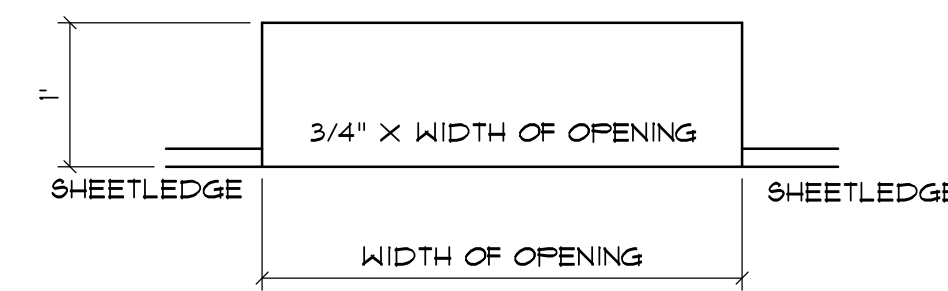 1"
3/4" X WIDTH OF OPENING
SHEETLEDGE
SHEETLEDGE
WIDTH OF OPENING